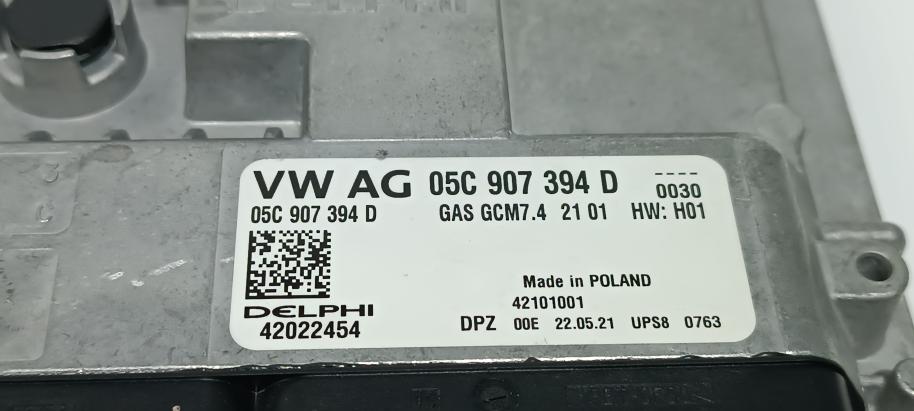 VW AG 05C 907 394 D ----
0030
05C 907 394 D GAS GCM7.4 21 01 HW: H01
Made in POLAND
DELPHI 42101001
42022454 DPZ 00E 22.05.21 UPS8 0763